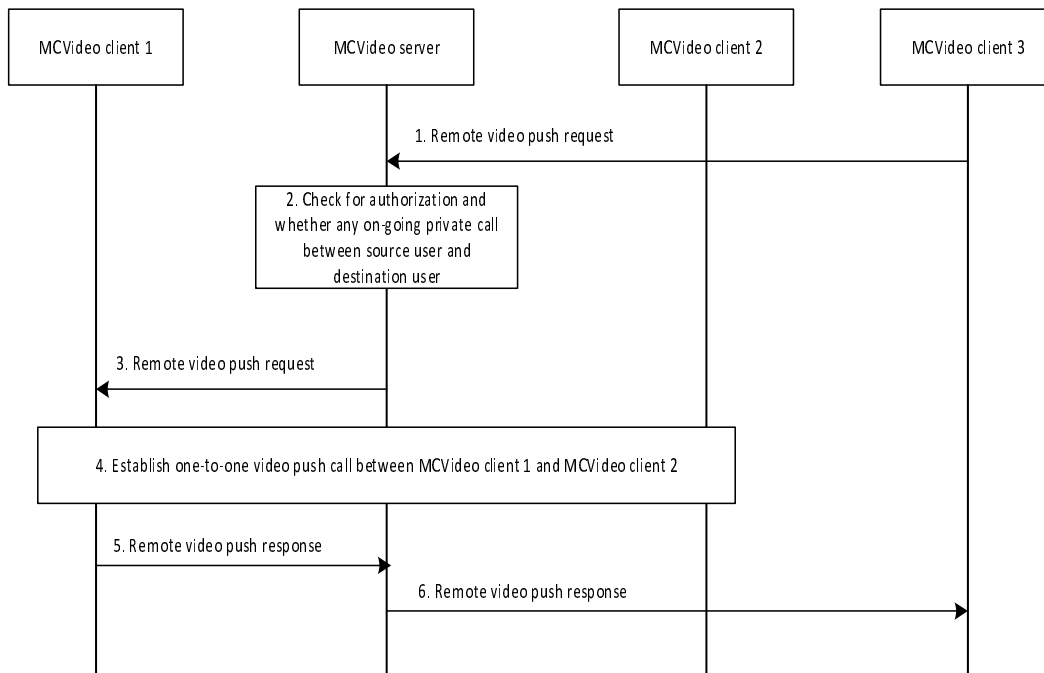 MCVideo client 1
MCVideo server
MCVideo client 2
MCVideo client 3
1. Remote video push request
2. Check for authorization and
whether any on-going private call
between source user and
destination user
3. Remote video push request
4. Establish one-to-one video push call between MCVideo client 1 and MCVideo client 2
5. Remote video push response
6. Remote video push response